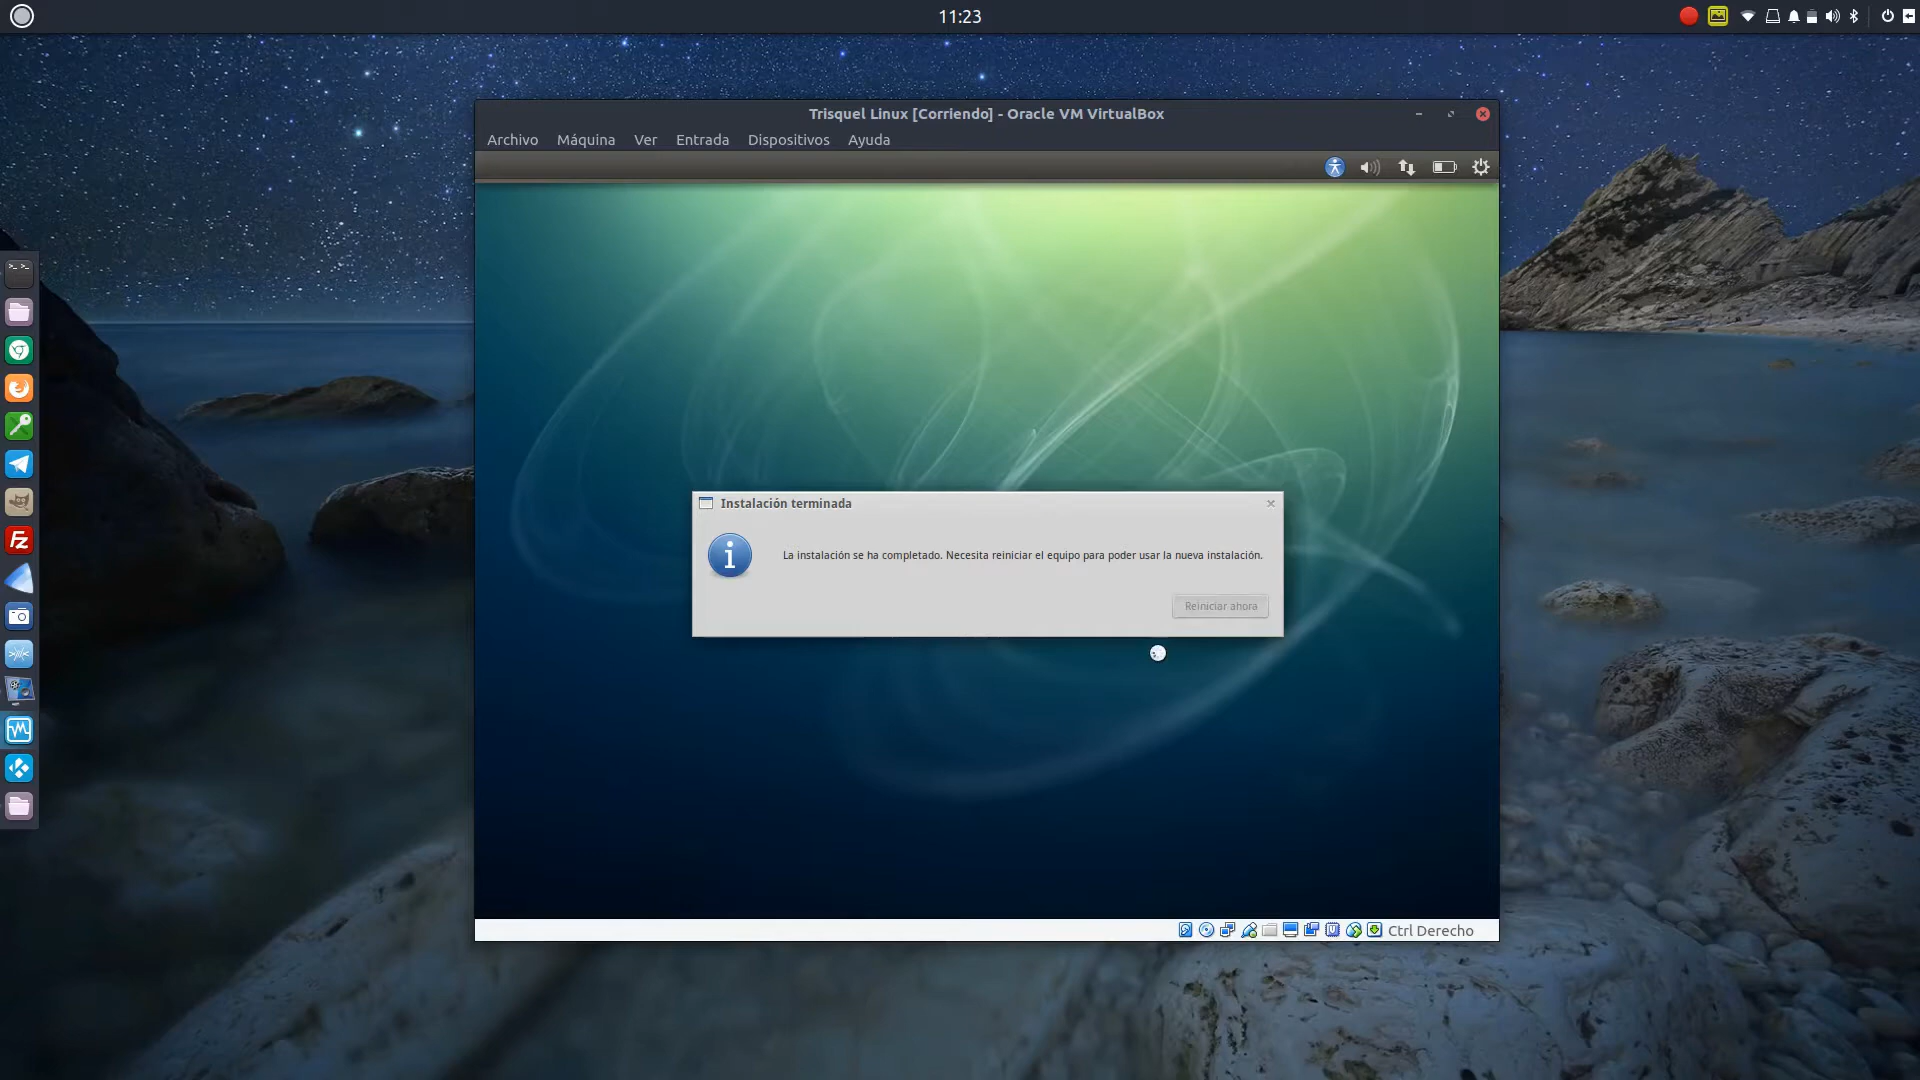 11:23
Trisquel Linux [Corriendo] - Oracle VM VirtualBox
Archivo Máquina Ver Entrada Dispositivos Ayuda
Instalación terminada
La instalación se ha completado. Necesita reiniciar el equipo para poder usar la nueva instalación.
Reiniciar ahora
Ctrl Derecho